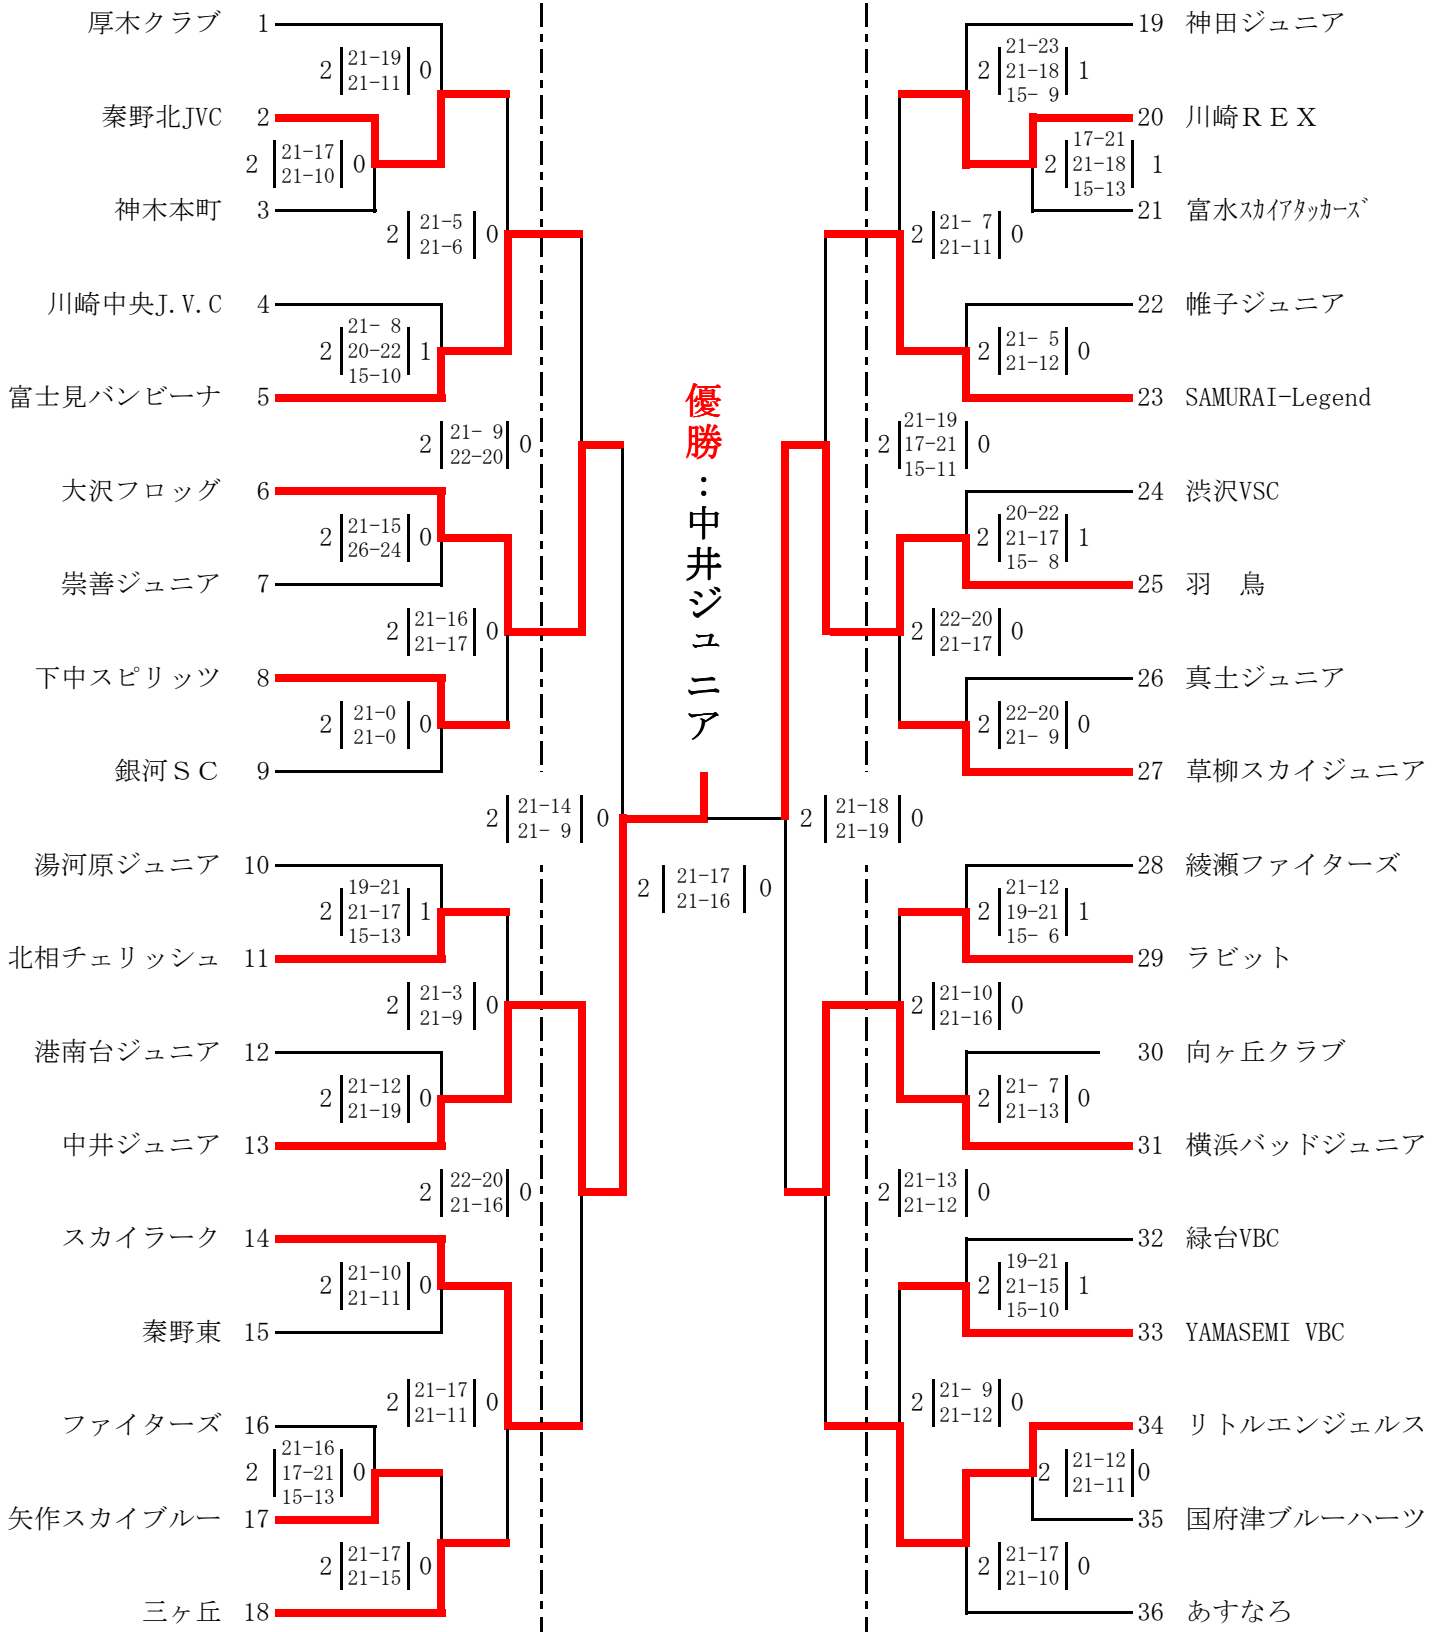 厚木クラブ 1
2 21-19 0
21-11
秦野北JVC 2
2 21-17 0
21-10
神木本町 3
2 21-5 0
21-6
川崎中央J.V.C 4
2 21- 8 1
20-22
15-10
富士見バンビーナ 5
2 21- 9 0
22-20
大沢フロッグ 6
2 21-15 0
26-24
崇善ジュニア 7
2 21-16 0
21-17
下中スピリッツ 8
2 21-0 0
21-0
銀河ＳＣ 9
2 21-14 0
21- 9
湯河原ジュニア 10
2 19-21 1
21-17
15-13
北相チェリッシュ 11
2 21-3 0
21-9
港南台ジュニア 12
2 21-12 0
21-19
中井ジュニア 13
2 22-20 0
21-16
スカイラーク 14
2 21-10 0
21-11
秦野東 15
2 21-17 0
21-11
ファイターズ 16
2 21-16 0
17-21
15-13
矢作スカイブルー 17
2 21-17 0
21-15
三ヶ丘 18
優勝：中井ジュニア
2 21-17 0
21-16
19 神田ジュニア
2 21-23 1
21-18
15- 9
20 川崎ＲＥＸ
2 17-21 1
21-18
15-13
21 富水ｽｶｲｱﾀｯｶｰｽﾞ
2 21- 7 0
21-11
22 帷子ジュニア
2 21- 5 0
21-12
23 SAMURAI-Legend
2 21-19 0
17-21
15-11
24 渋沢VSC
2 20-22 1
21-17
15- 8
25 羽　鳥
2 22-20 0
21-17
26 真土ジュニア
2 22-20 0
21- 9
27 草柳スカイジュニア
2 21-18 0
21-19
28 綾瀬ファイターズ
2 21-12 1
19-21
15- 6
29 ラビット
2 21-10 0
21-16
30 向ヶ丘クラブ
2 21- 7 0
21-13
31 横浜バッドジュニア
2 21-13 0
21-12
32 緑台VBC
2 19-21 1
21-15
15-10
33 YAMASEMI VBC
2 21- 9 0
21-12
34 リトルエンジェルス
2 21-12 0
21-11
35 国府津ブルーハーツ
2 21-17 0
21-10
36 あすなろ